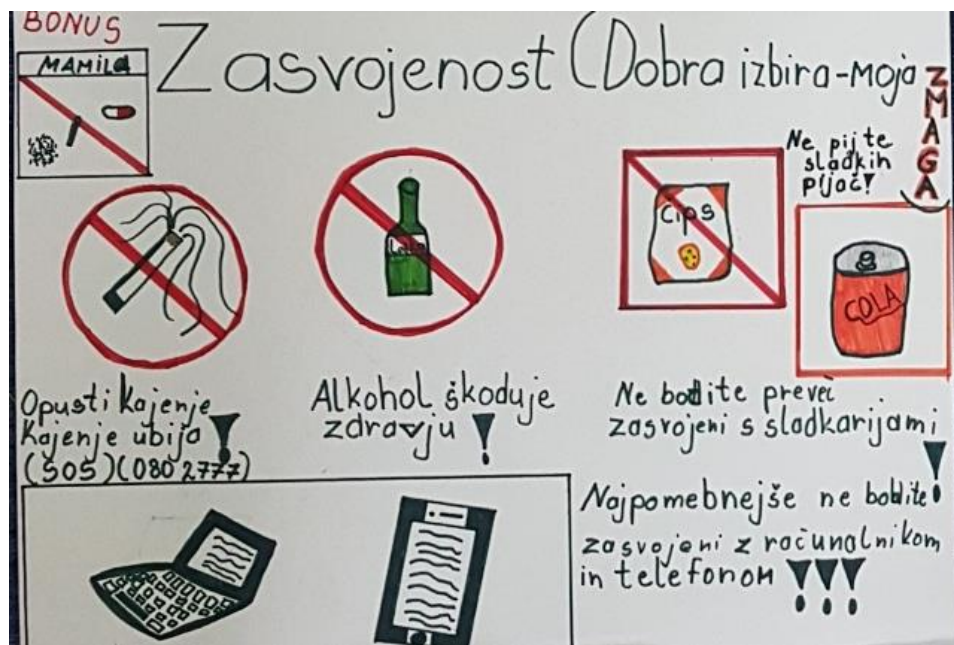 BONUS
MAMILA
Zasvojenost (Dobra izbira-moja
ZMAGA)
Ne pijte
sladkih
pijač!
Cips
COLA
Opusti kajenje
Kajenje ubija!
(SOS)(080 2777)
Alkohol škoduje
zdravju!
Ne bodite preveč
zasvojeni s sladkarijami!
Najpomebnejše ne bodite
zasvojeni z računalnikom
in telefonom!!!